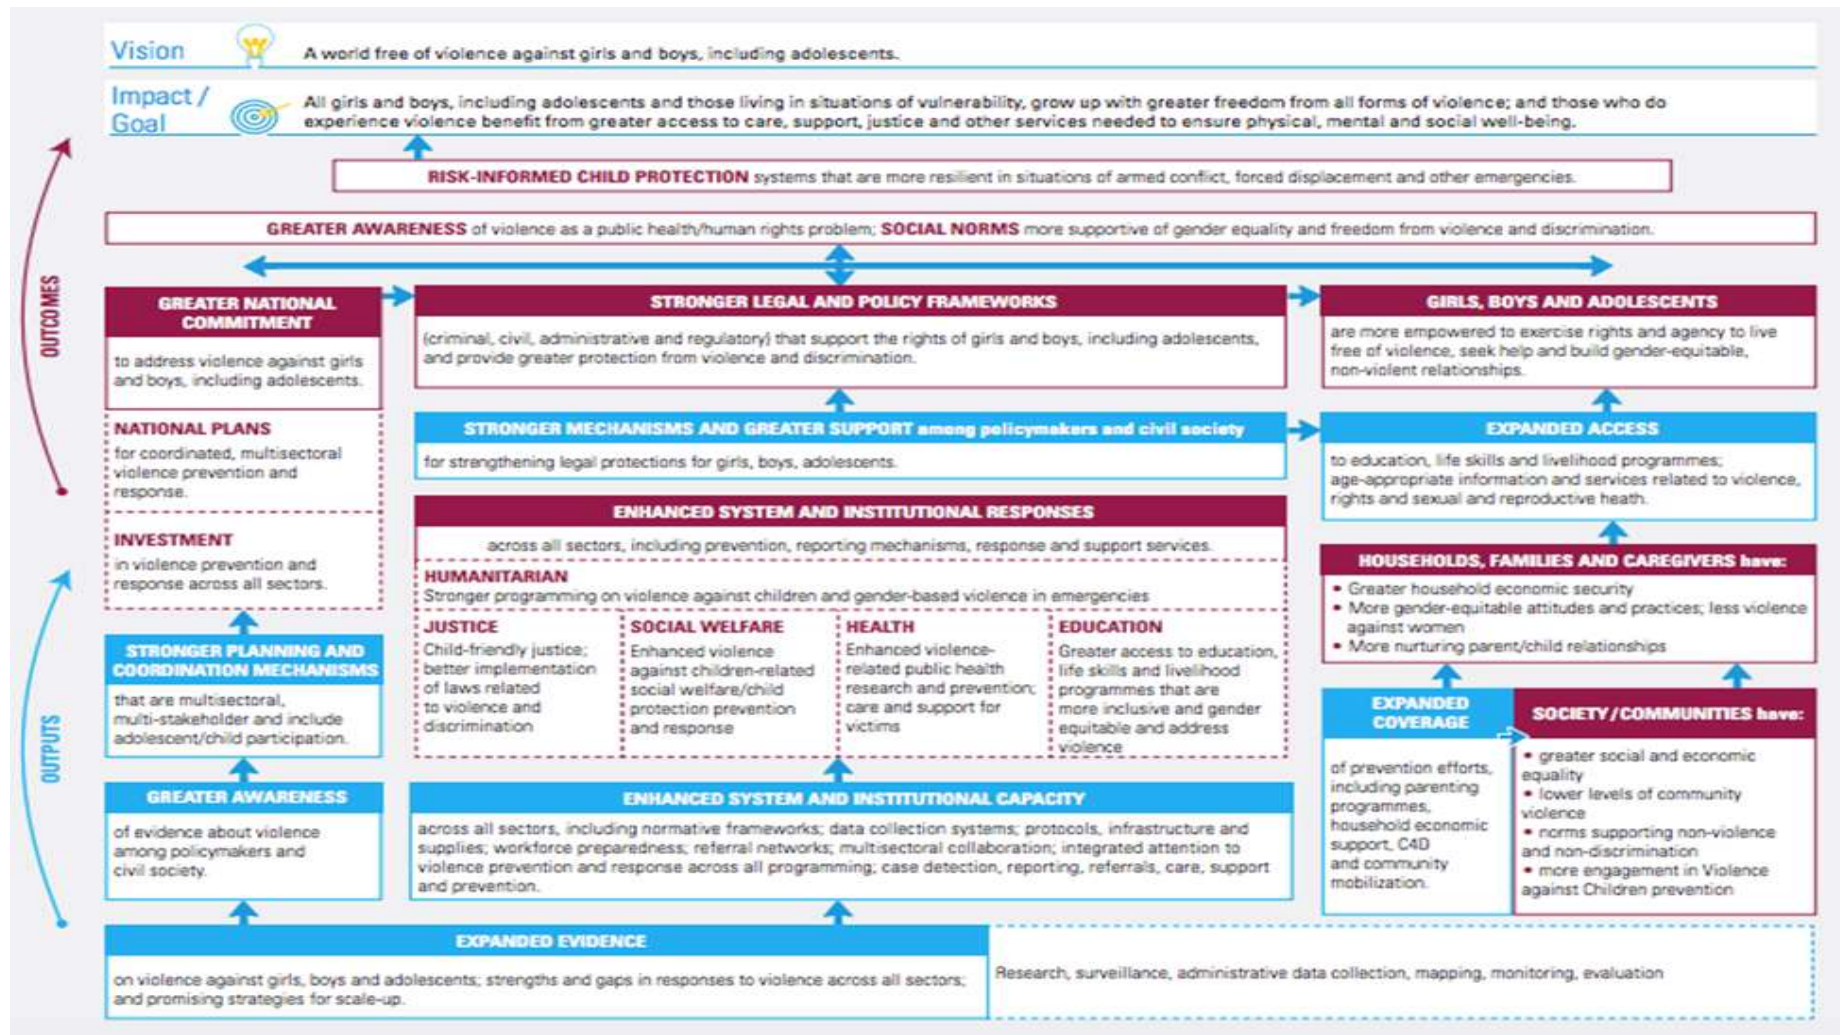 Vision
A world free of violence against girls and boys, including adolescents.
Impact /
Goal
All girls and boys, including adolescents and those living in situations of vulnerability, grow up with greater freedom from all forms of violence; and those who do
experience violence benefit from greater access to care, support, justice and other services needed to ensure physical, mental and social well-being.
RISK-INFORMED CHILD PROTECTION systems that are more resilient in situations of armed conflict, forced displacement and other emergencies.
GREATER AWARENESS of violence as a public health/human rights problem; SOCIAL NORMS more supportive of gender equality and freedom from violence and discrimination.
OUTCOMES
GREATER NATIONAL
COMMITMENT
to address violence against girls
and boys, including adolescents.
NATIONAL PLANS
for coordinated, multisectoral
violence prevention and
response.
INVESTMENT
in violence prevention and
response across all sectors.
STRONGER LEGAL AND POLICY FRAMEWORKS
(criminal, civil, administrative and regulatory) that support the rights of girls and boys, including adolescents,
and provide greater protection from violence and discrimination.
GIRLS, BOYS AND ADOLESCENTS
are more empowered to exercise rights and agency to live
free of violence, seek help and build gender-equitable,
non-violent relationships.
STRONGER MECHANISMS AND GREATER SUPPORT among policymakers and civil society
for strengthening legal protections for girls, boys, adolescents.
EXPANDED ACCESS
to education, life skills and livelihood programmes;
age-appropriate information and services related to violence,
rights and sexual and reproductive heath.
ENHANCED SYSTEM AND INSTITUTIONAL RESPONSES
across all sectors, including prevention, reporting mechanisms, response and support services.
HUMANITARIAN
Stronger programming on violence against children and gender-based violence in emergencies
JUSTICE
Child-friendly justice;
better implementation
of laws related
to violence and
discrimination
SOCIAL WELFARE
Enhanced violence
against children-related
social welfare/child
protection prevention
and response
HEALTH
Enhanced violence-
related public health
research and prevention;
care and support for
victims
EDUCATION
Greater access to education,
life skills and livelihood
programmes that are
more inclusive and gender
equitable and address
violence
HOUSEHOLDS, FAMILIES AND CAREGIVERS have:
• Greater household economic security
• More gender-equitable attitudes and practices; less violence
against women
• More nurturing parent/child relationships
OUTPUTS
STRONGER PLANNING AND
COORDINATION MECHANISMS
that are multisectoral,
multi-stakeholder and include
adolescent/child participation.
GREATER AWARENESS
of evidence about violence
among policymakers and
civil society.
ENHANCED SYSTEM AND INSTITUTIONAL CAPACITY
across all sectors, including normative frameworks; data collection systems; protocols, infrastructure and
supplies; workforce preparedness; referral networks; multisectoral collaboration; integrated attention to
violence prevention and response across all programming; case detection, reporting, referrals, care, support
and prevention.
EXPANDED
COVERAGE
of prevention efforts,
including parenting
programmes,
household economic
support, C4D
and community
mobilization.
SOCIETY/COMMUNITIES have:
• greater social and economic
equality
• lower levels of community
violence
• norms supporting non-violence
and non-discrimination
• more engagement in Violence
against Children prevention
EXPANDED EVIDENCE
on violence against girls, boys and adolescents; strengths and gaps in responses to violence across all sectors;
and promising strategies for scale-up.
Research, surveillance, administrative data collection, mapping, monitoring, evaluation